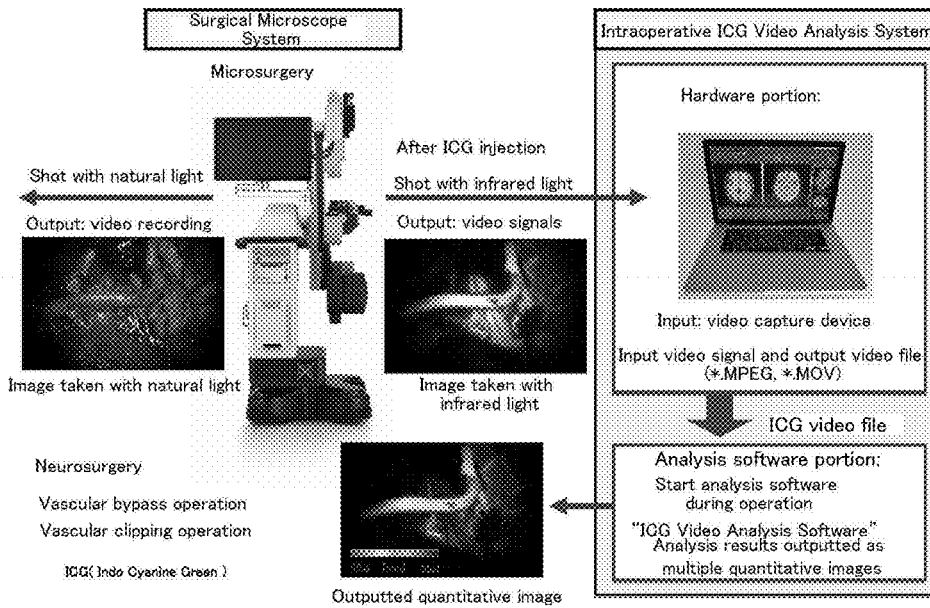 Surgical Microscope
System
Microsurgery
Shot with natural light
Output: video recording
Image taken with natural light
After ICG injection
Shot with infrared light
Output: video signals
Image taken with
infrared light
Neurosurgery
Vascular bypass operation
Vascular clipping operation
ICG( Indo Cyanine Green )
Outputted quantitative image
Intraoperative ICG Video Analysis System
Hardware portion:
Input: video capture device
Input video signal and output video file
(*.MPEG, *.MOV)
ICG video file
Analysis software portion:
Start analysis software
during operation
"ICG Video Analysis Software"
Analysis results outputted as
multiple quantitative images